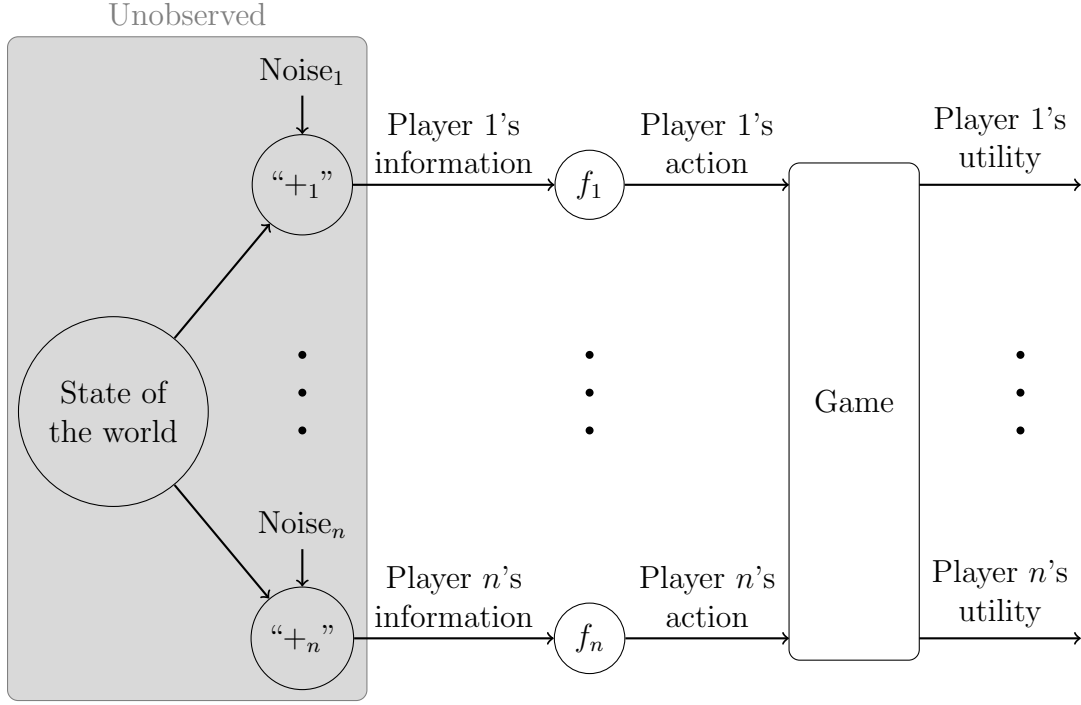 Unobserved
Noise₁
“+₁”
Player 1's
information
f₁
Player 1's
action
Player 1's
utility
State of
the world
Game
Noiseₙ
“+ₙ”
Player n's
information
fₙ
Player n's
action
Player n's
utility